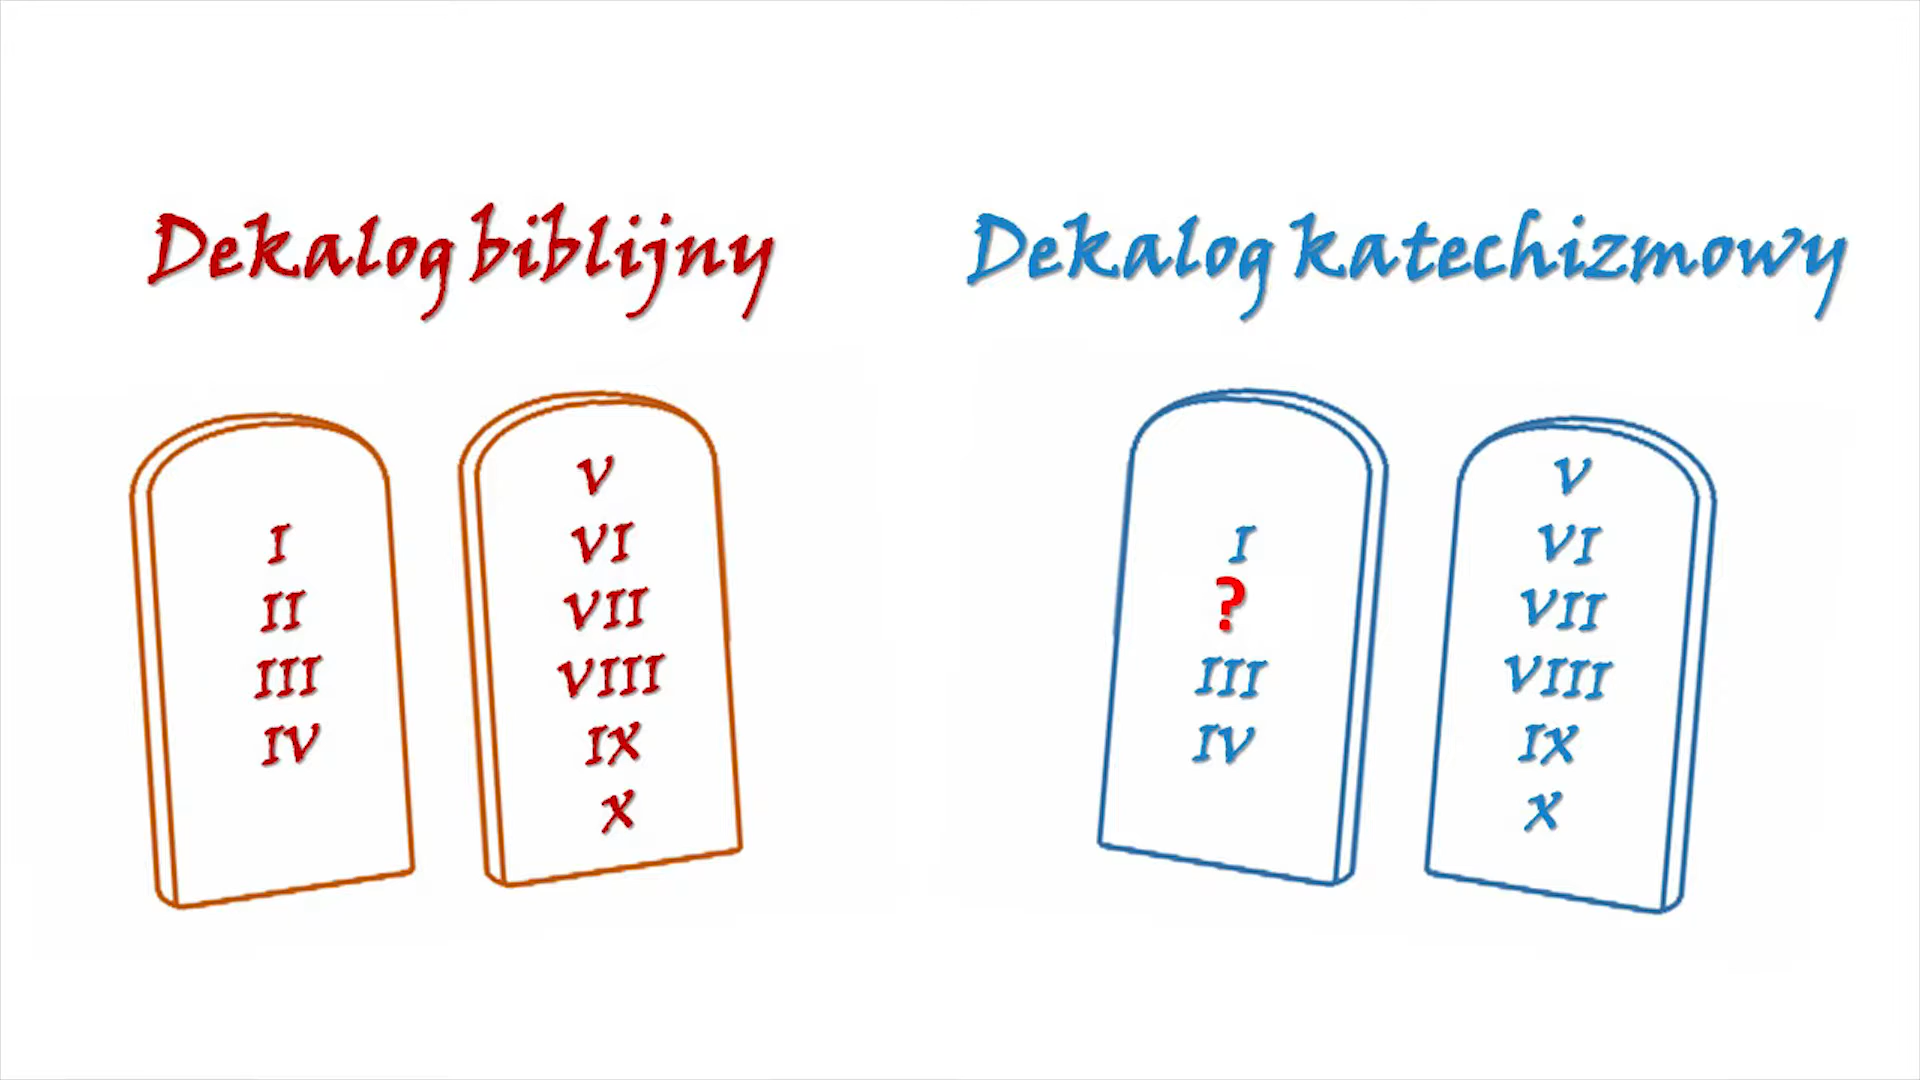 Dekalog biblijny
I
II
III
IV
V
VI
VII
VIII
IX
X
Dekalog katechizmowy
I
?
III
IV
V
VI
VII
VIII
IX
X